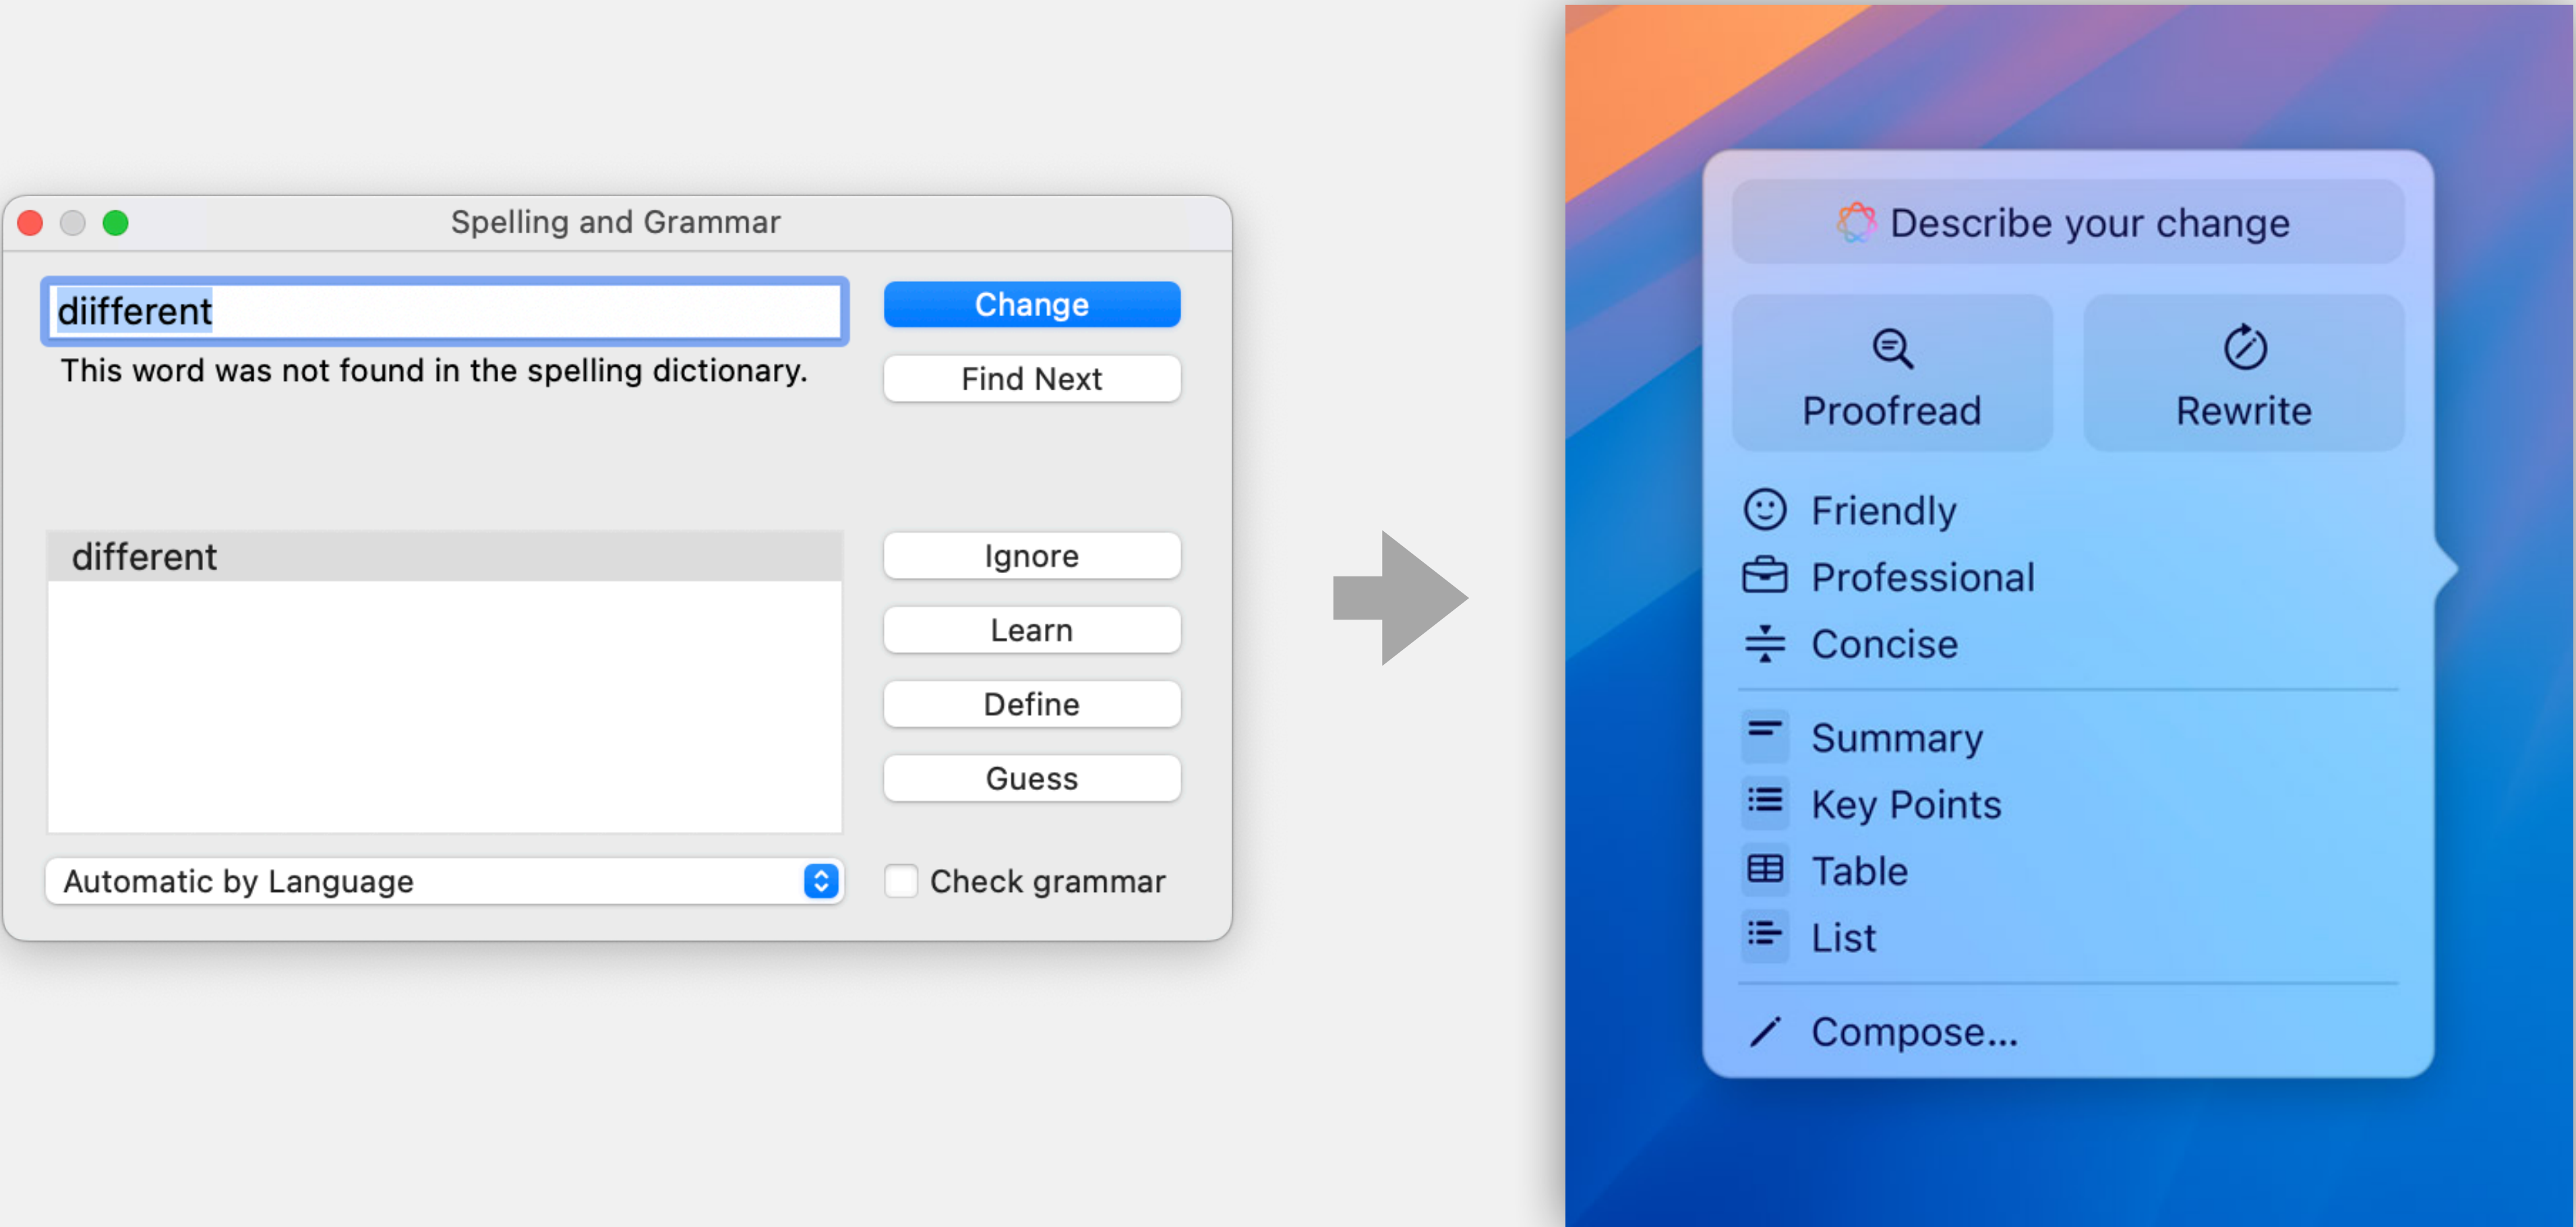 Spelling and Grammar
diifferent
Change
This word was not found in the spelling dictionary.
Find Next
different
Ignore
Learn
Define
Guess
Automatic by Language
Check grammar
Describe your change
Proofread
Rewrite
Friendly
Professional
Concise
Summary
Key Points
Table
List
Compose...